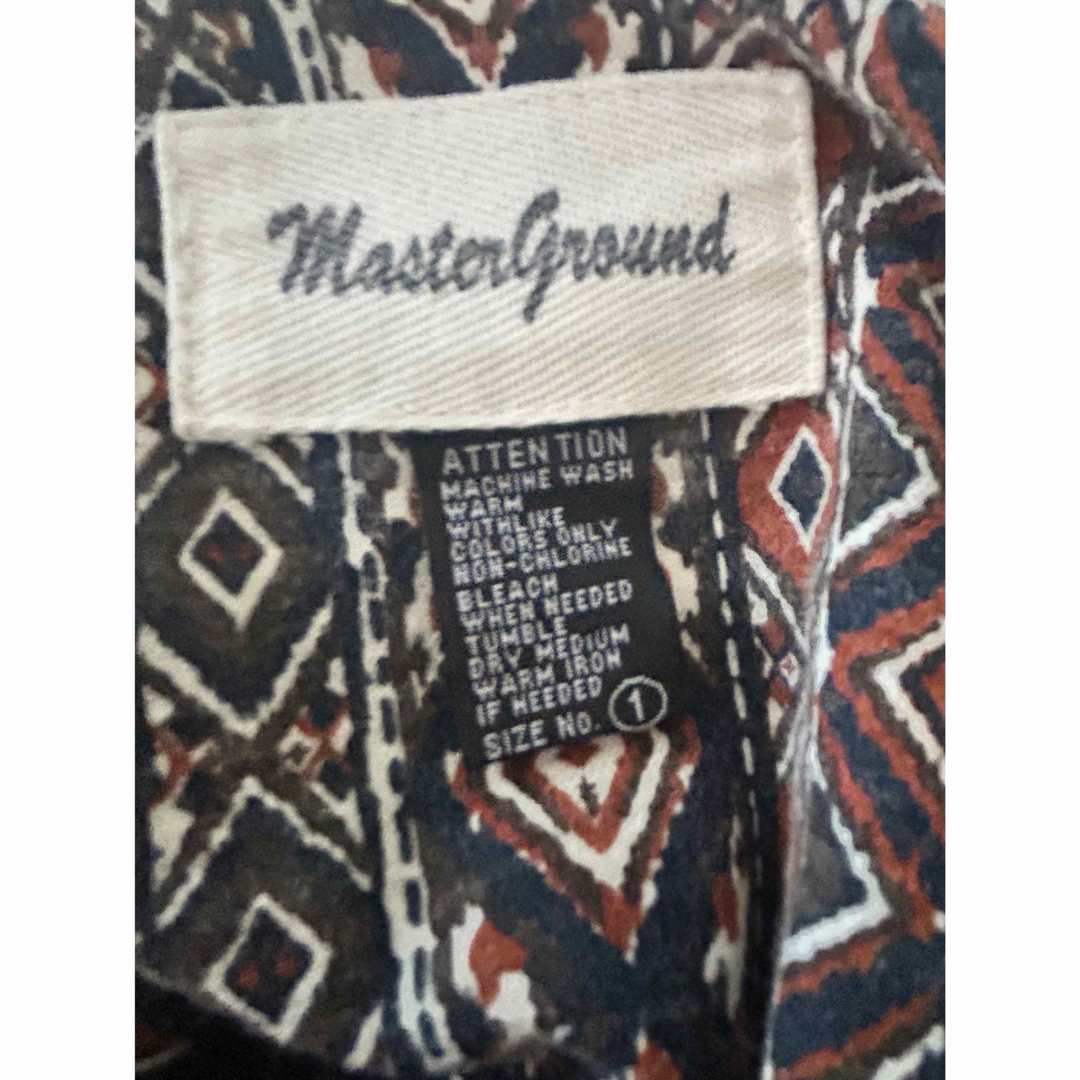 MasterGround
ATTENTION
MACHINE WASH
WARM
WITHLIKE
COLORS ONLY
NON-CHLORINE
BLEACH
WHEN NEEDED
TUMBLE
DRY MEDIUM
WARM IRON
IF NEEDED
SIZE No. 1